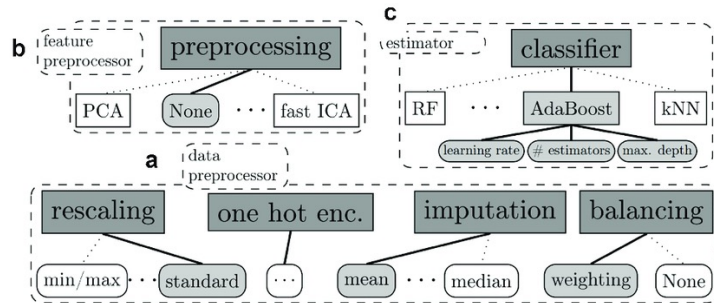 b
feature
preprocessor
preprocessing
PCA
None
· · ·
fast ICA
c
estimator
classifier
RF
· · ·
AdaBoost
kNN
learning rate
# estimators
max. depth
a
data
preprocessor
rescaling
one hot enc.
imputation
balancing
min/max
· · ·
standard
· · ·
mean
· · ·
median
weighting
None